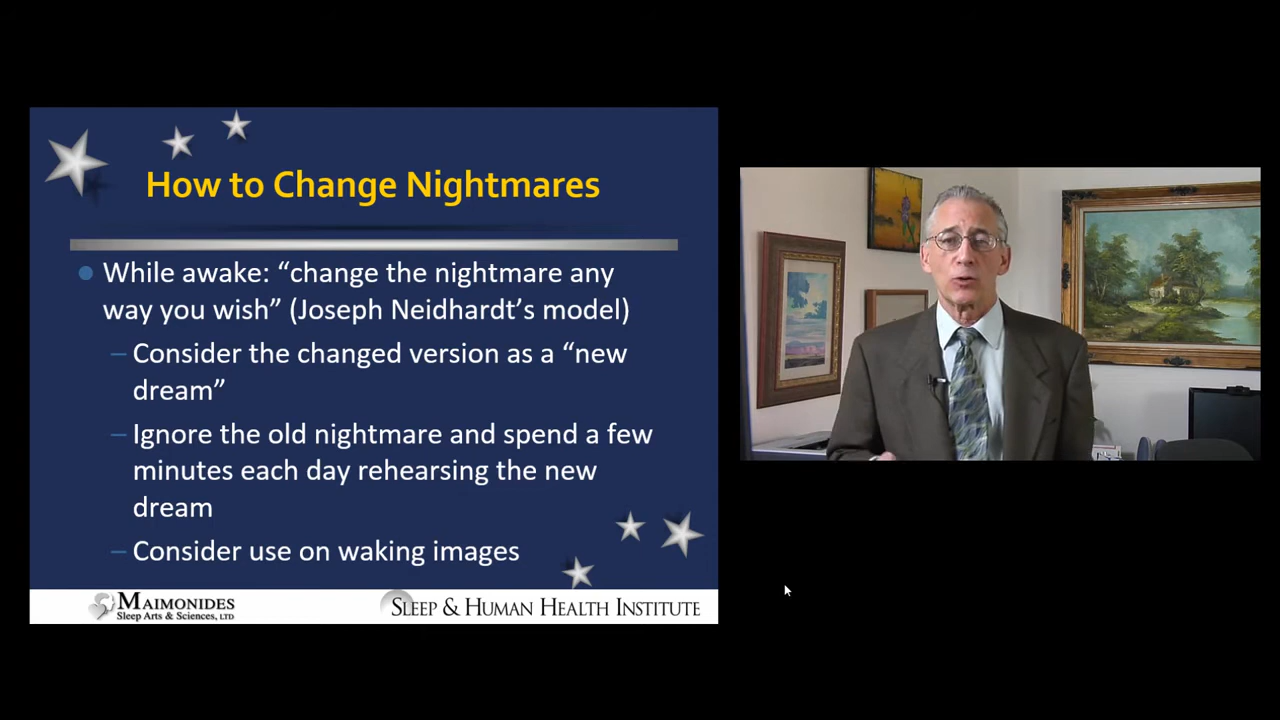 How to Change Nightmares
While awake: “change the nightmare any
way you wish” (Joseph Neidhardt’s model)
– Consider the changed version as a “new
dream”
– Ignore the old nightmare and spend a few
minutes each day rehearsing the new
dream
– Consider use on waking images
MAIMONIDES
Sleep Arts & Sciences, LTD
SLEEP & HUMAN HEALTH INSTITUTE